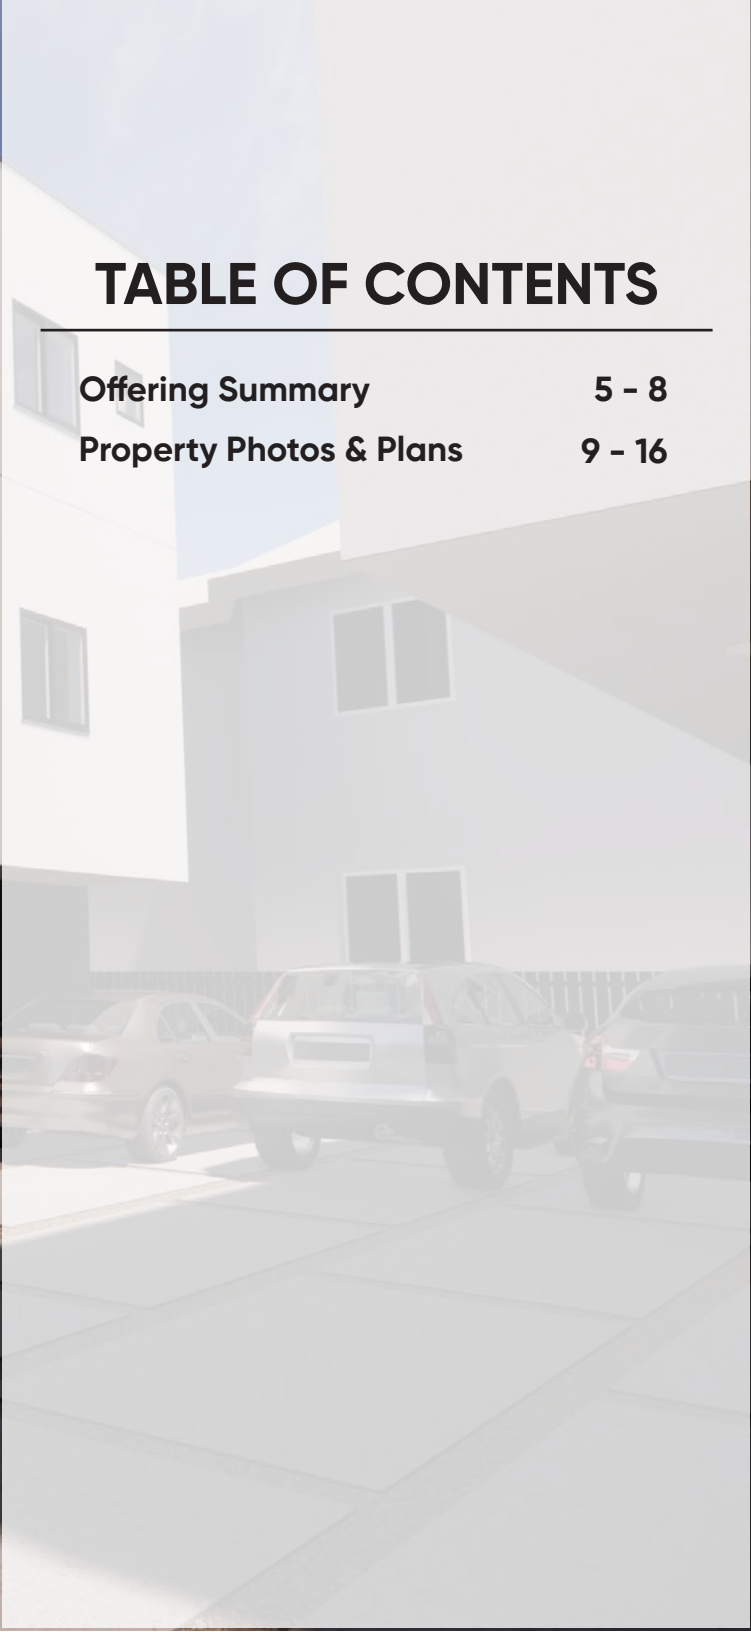 TABLE OF CONTENTS
Offering Summary 5 - 8
Property Photos & Plans 9 - 16